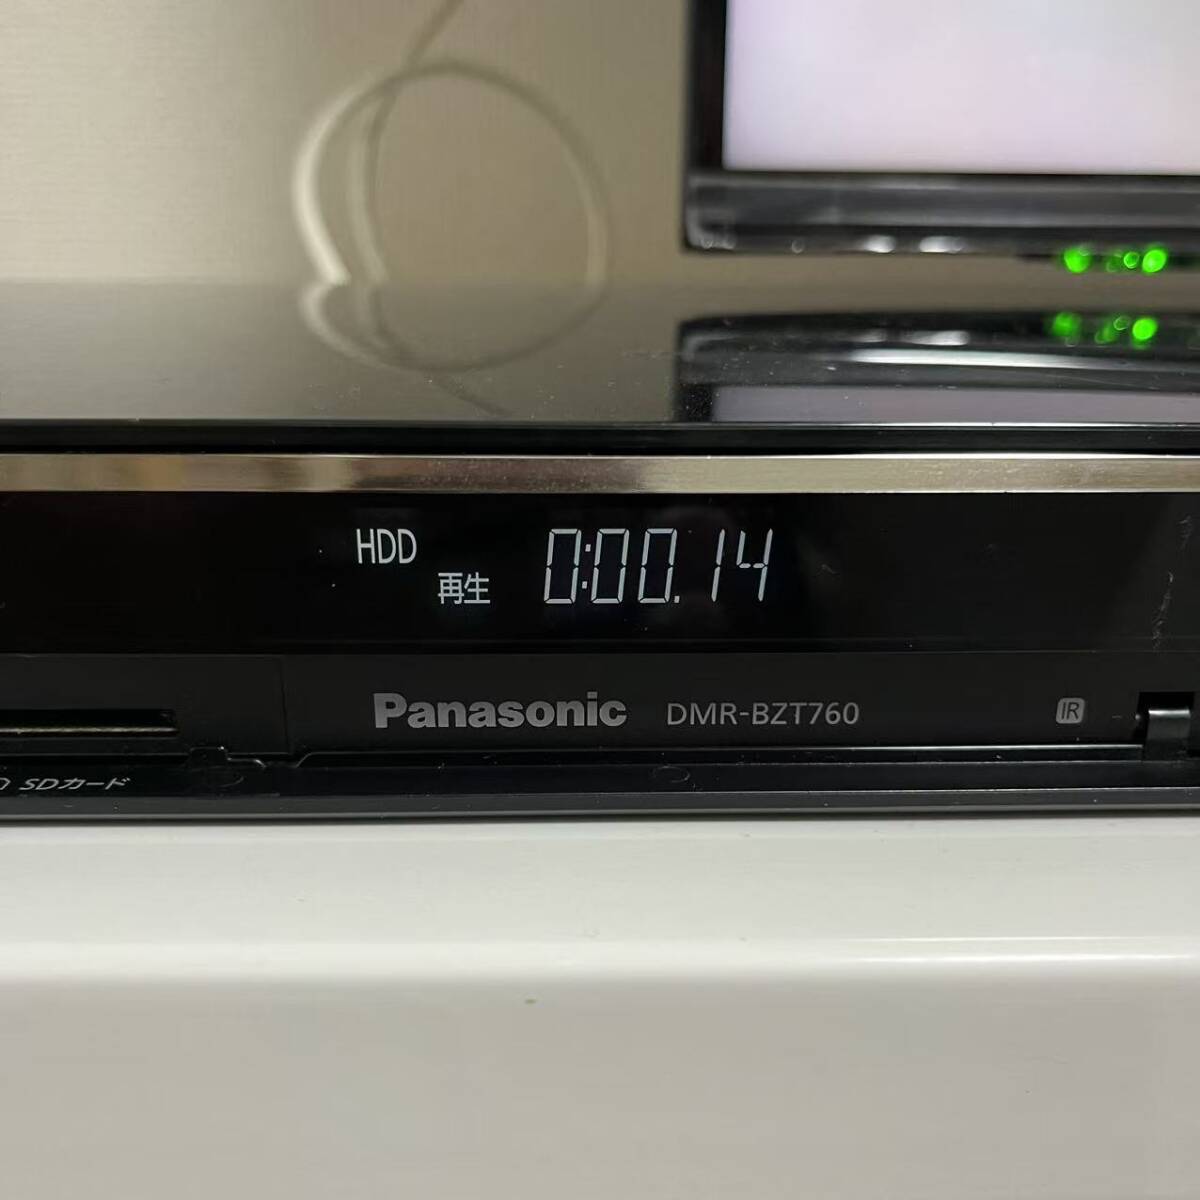 HDD
再生 0:00.14
Panasonic DMR-BZT760 IR
SDカード